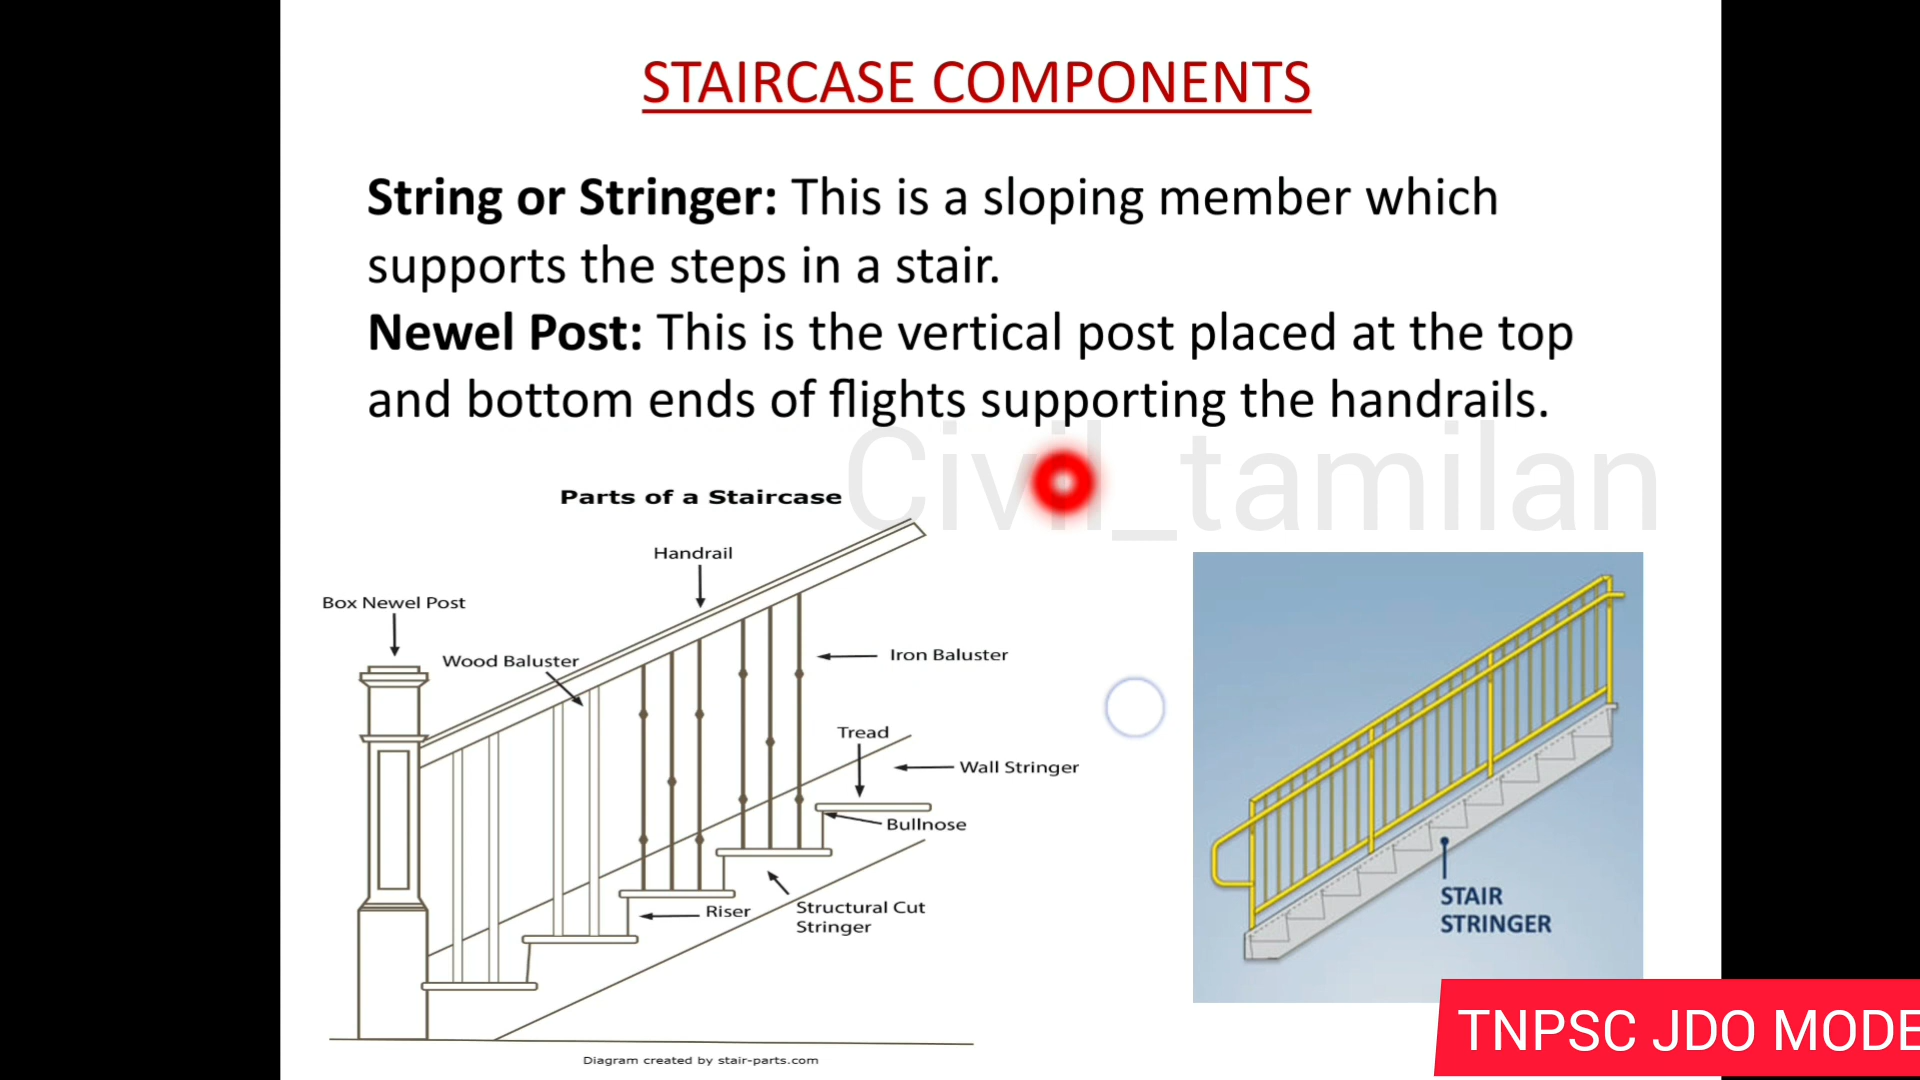 STAIRCASE COMPONENTS
String or Stringer: This is a sloping member which
supports the steps in a stair.
Newel Post: This is the vertical post placed at the top
and bottom ends of flights supporting the handrails.
Civil_tamilan
Parts of a Staircase
Handrail
Box Newel Post
Wood Baluster
Iron Baluster
Tread
Wall Stringer
Bullnose
Riser
Structural Cut
Stringer
STAIR
STRINGER
Diagram created by stair-parts.com
TNPSC JDO MODE